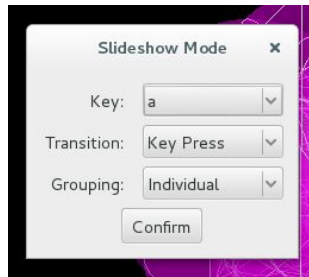 Slideshow Mode ×
Key: a
Transition: Key Press
Grouping: Individual
Confirm